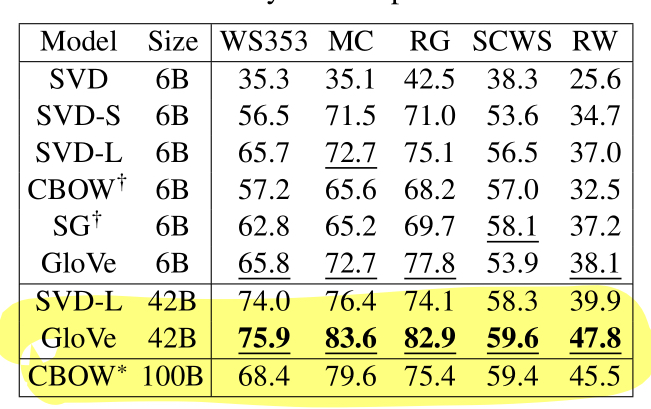 Model Size WS353 MC RG SCWS RW
SVD 6B 35.3 35.1 42.5 38.3 25.6
SVD-S 6B 56.5 71.5 71.0 53.6 34.7
SVD-L 6B 65.7 72.7 75.1 56.5 37.0
CBOW† 6B 57.2 65.6 68.2 57.0 32.5
SG† 6B 62.8 65.2 69.7 58.1 37.2
GloVe 6B 65.8 72.7 77.8 53.9 38.1
SVD-L 42B 74.0 76.4 74.1 58.3 39.9
GloVe 42B 75.9 83.6 82.9 59.6 47.8
CBOW* 100B 68.4 79.6 75.4 59.4 45.5